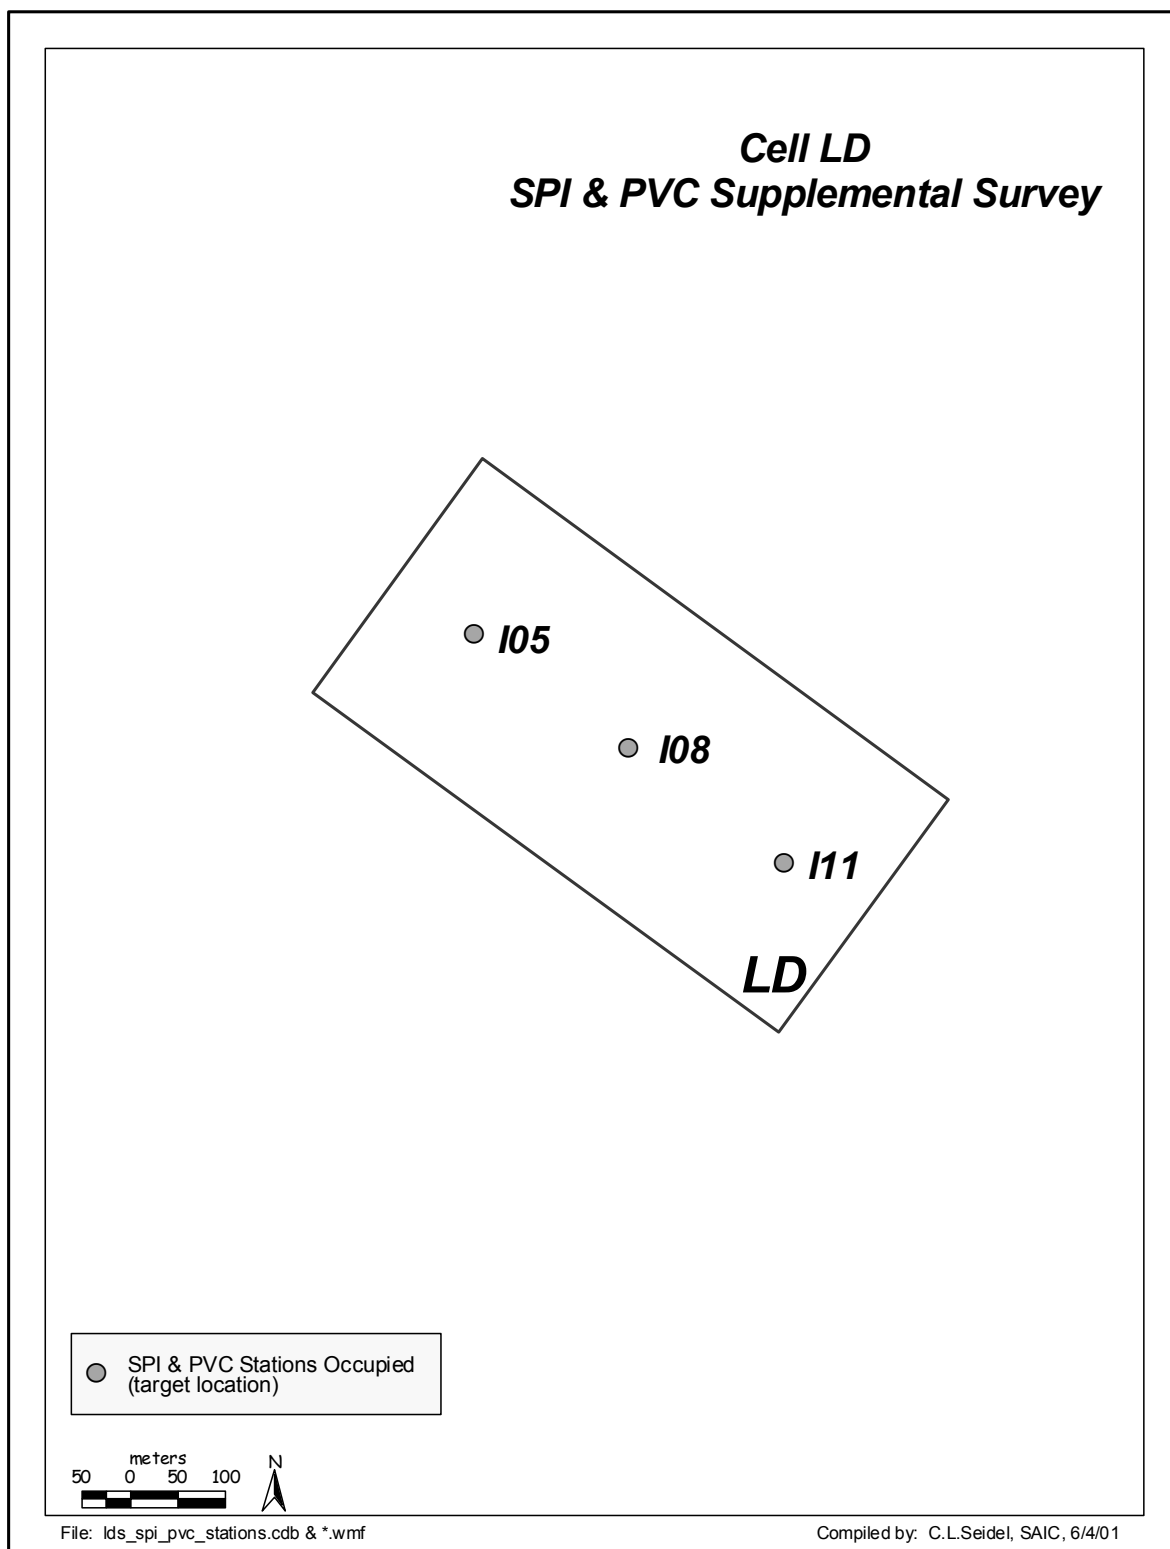 Cell LD
SPI & PVC Supplemental Survey
I05
I08
I11
LD
SPI & PVC Stations Occupied
(target location)
meters
50 0 50 100
N
File: lds_spi_pvc_stations.cdb & *.wmf
Compiled by: C.L.Seidel, SAIC, 6/4/01